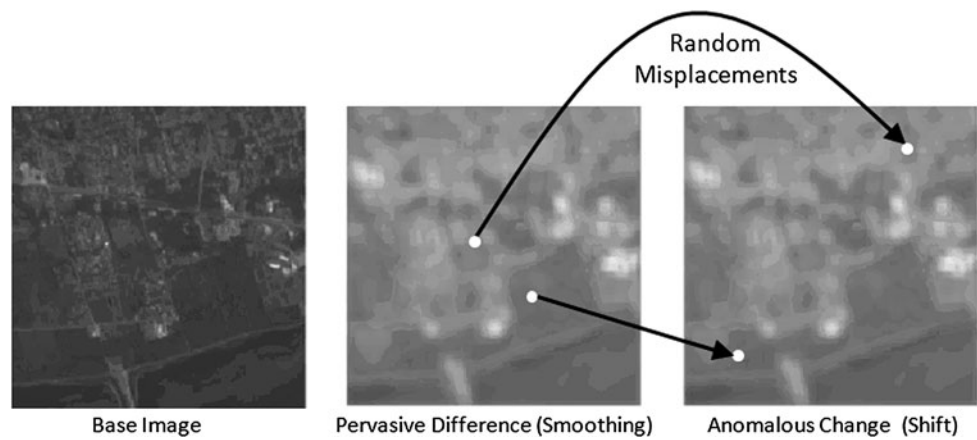 Random
Misplacements
Base Image
Pervasive Difference (Smoothing)
Anomalous Change (Shift)